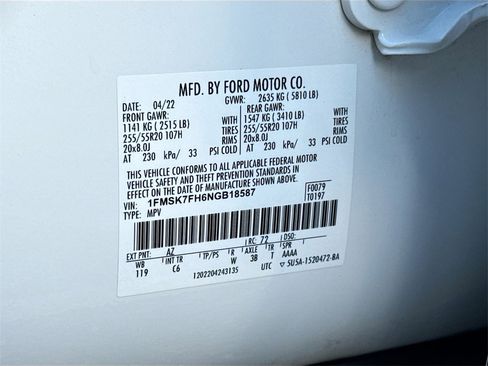 MFD. BY FORD MOTOR CO.
DATE: 04/22 GVWR: 2635 KG ( 5810 LB)
FRONT GAWR: REAR GAWR:
1141 KG ( 2515 LB) WITH 1547 KG ( 3410 LB) WITH
255/55R20 107H TIRES 255/55R20 107H TIRES
20x8.0J RIMS 20x8.0J RIMS
AT 230 kPa/ 33 PSI COLD AT 230 kPa/ 33 PSI COLD
THIS VEHICLE CONFORMS TO ALL APPLICABLE FEDERAL MOTOR
VEHICLE SAFETY AND THEFT PREVENTION STANDARDS IN
EFFECT ON THE DATE OF MANUFACTURE SHOWN ABOVE.
VIN: 1FMSK7FH6NGB18587 F0079
TYPE: MPV T0197
EXT PNT: AZ RC: 72 DSO:
WB INT TR TP/PS R AXLE T SPR
119 C6 W 3B AAAA
1202204243135 UTC 5U5A-1520472-BA